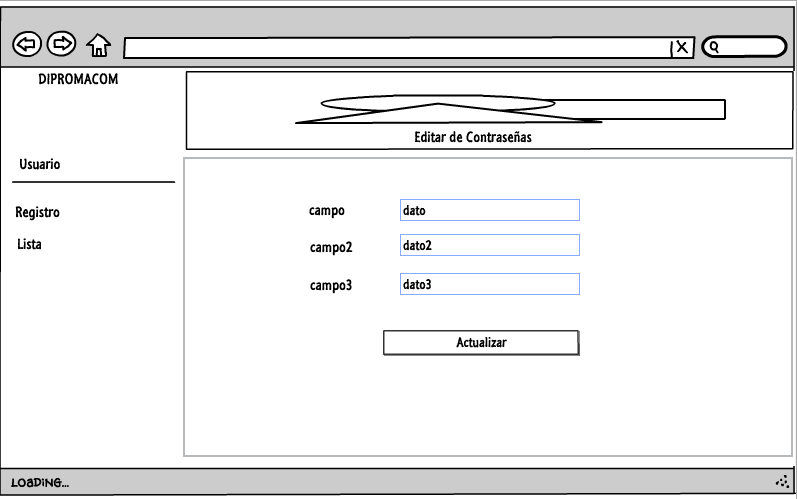 DIPROMACOM
Editar de Contraseñas
Usuario
Registro
Lista
campo dato
campo2 dato2
campo3 dato3
Actualizar
LOADING...